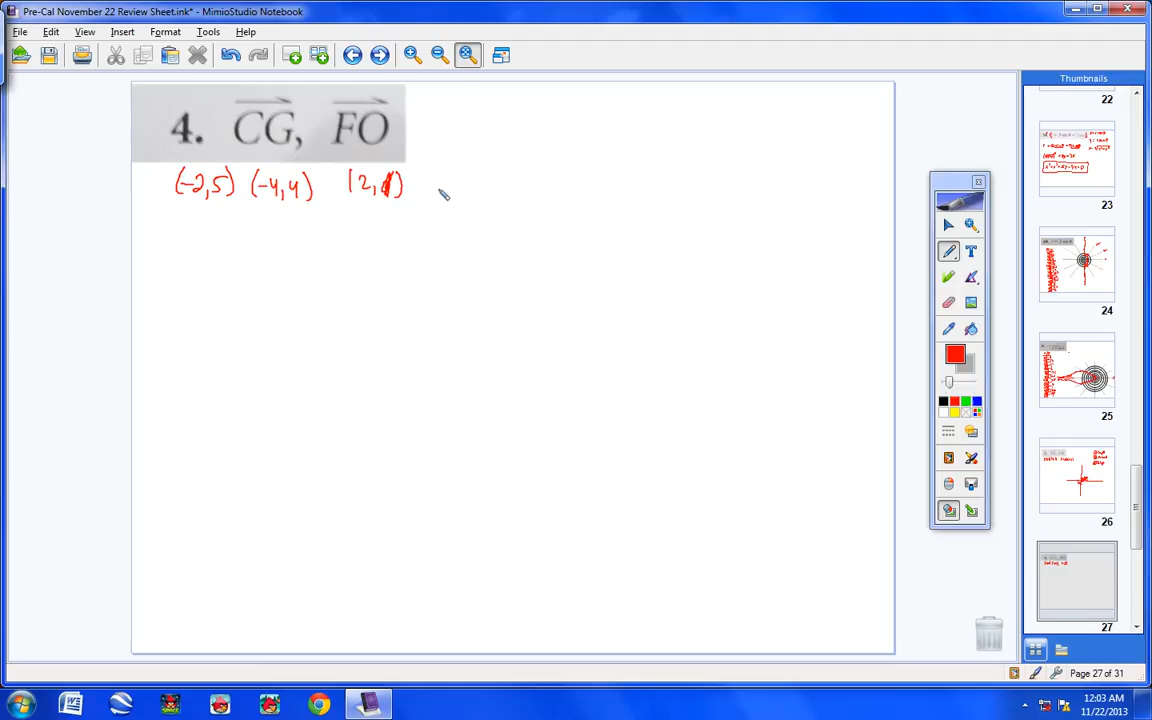 Pre-Cal November 22 Review Sheet.ink* - MimioStudio Notebook
File Edit View Insert Format Tools Help
Thumbnails
22
4. CG, FO
(-2,5) (-4,4) (2,1)
23
24
25
26
27
Page 27 of 31
12:03 AM
11/22/2013